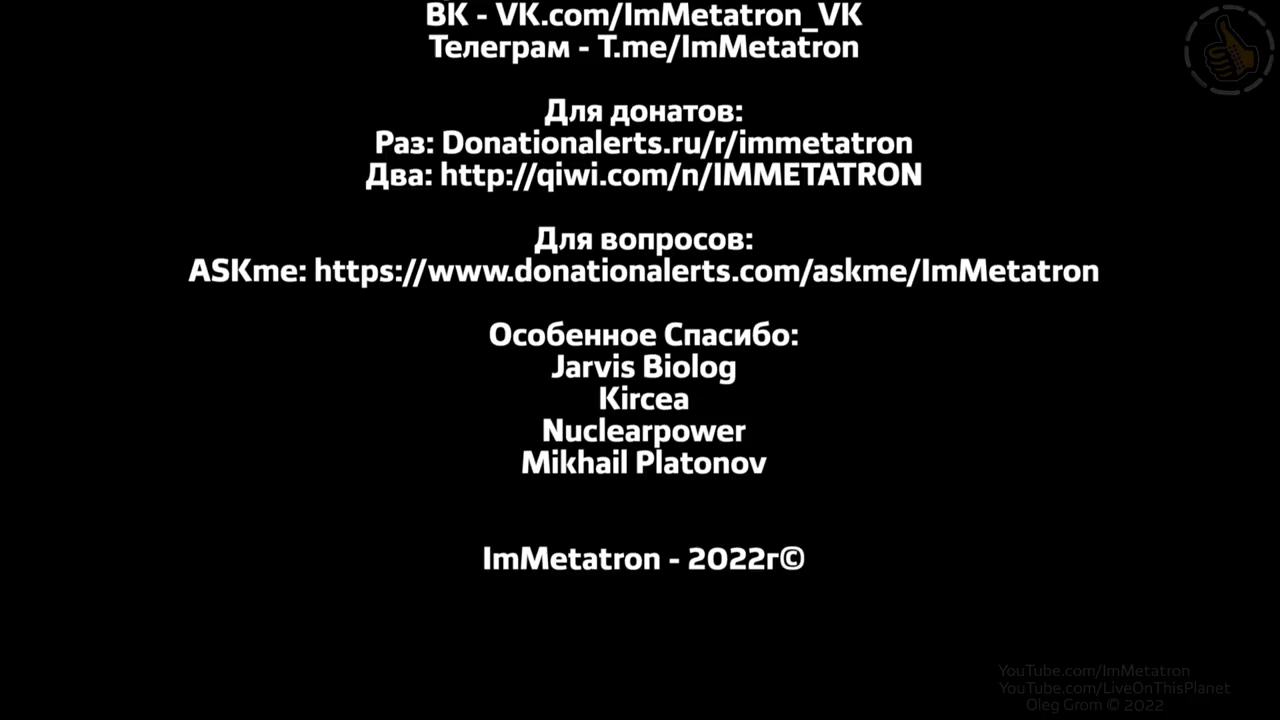 ВК - VK.com/ImMetatron_VK
Телеграм - T.me/ImMetatron
Для донатов:
Раз: Donationalerts.ru/r/immetatron
Два: http://qiwi.com/n/IMMETATRON
Для вопросов:
ASKme: https://www.donationalerts.com/askme/ImMetatron
Особенное Спасибо:
Jarvis Biolog
Kircea
Nuclearpower
Mikhail Platonov
ImMetatron - 2022г©
YouTube.com/ImMetatron
YouTube.com/LiveOnThisPlanet
Oleg Grom © 2022